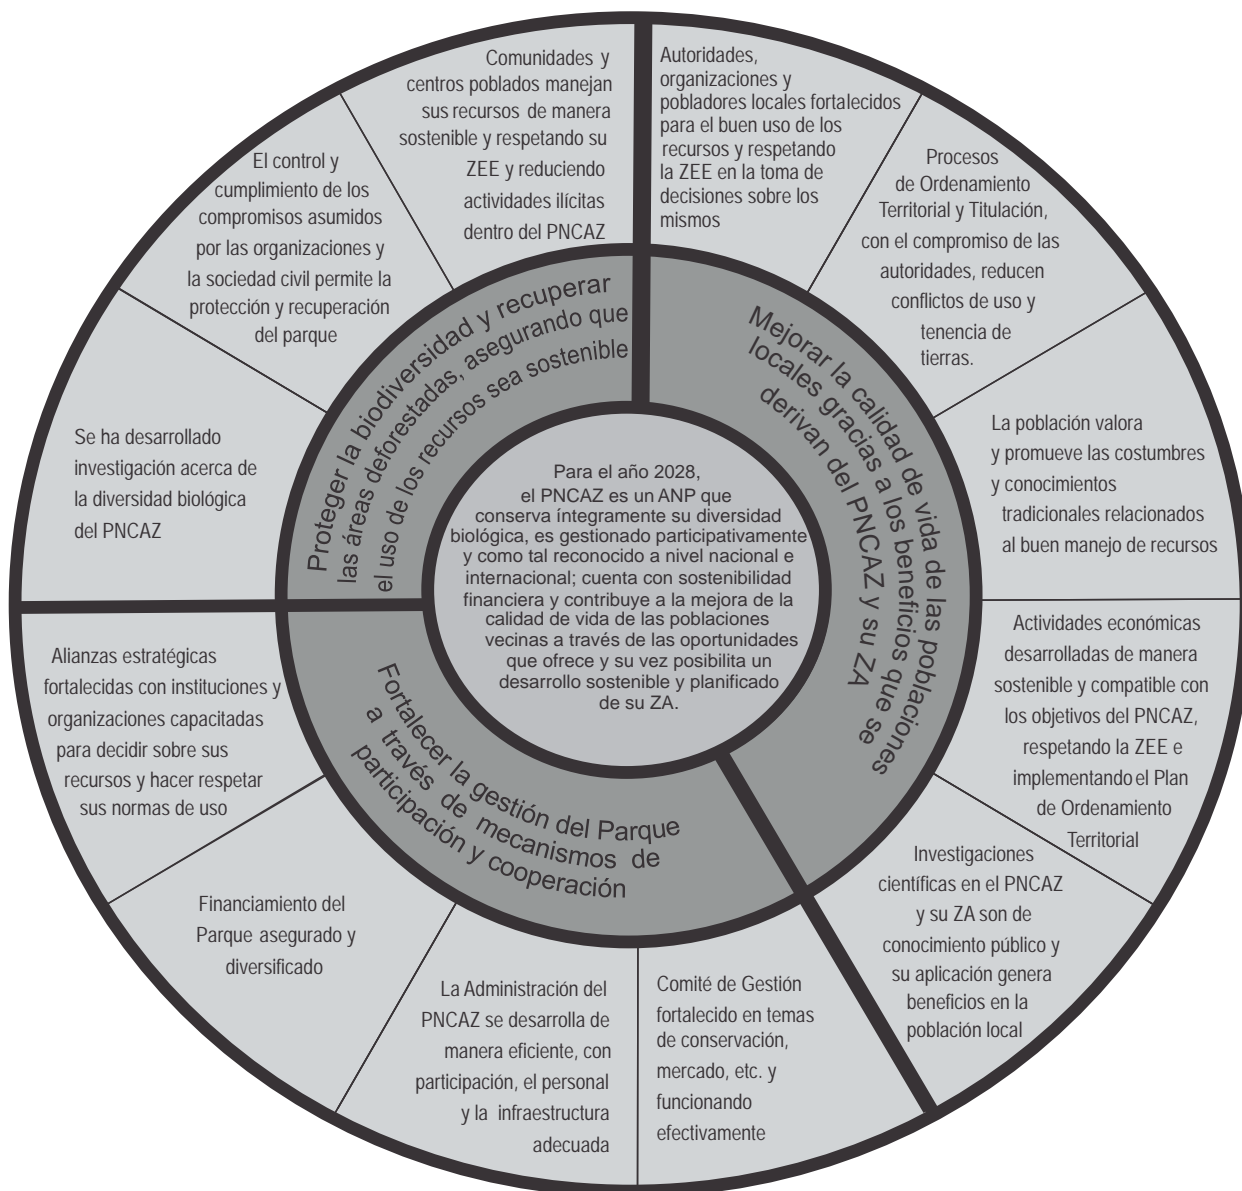 Comunidades y
centros poblados manejan
sus recursos de manera
sostenible y respetando su
ZEE y reduciendo
actividades ilícitas
dentro del PNCAZ
Autoridades,
organizaciones y
pobladores locales fortalecidos
para el buen uso de los
recursos y respetando
la ZEE en la toma de
decisiones sobre los
mismos
Procesos
de Ordenamiento
Territorial y Titulación,
con el compromiso de las
autoridades, reducen
conflictos de uso y
tenencia de
tierras.
La población valora
y promueve las costumbres
y conocimientos
tradicionales relacionados
al buen manejo de recursos
Actividades económicas
desarrolladas de manera
sostenible y compatible con
los objetivos del PNCAZ,
respetando la ZEE e
implementando el Plan
de Ordenamiento
Territorial
Investigaciones
científicas en el PNCAZ
y su ZA son de
conocimiento público y
su aplicación genera
beneficios en la
población local
Comité de Gestión
fortalecido en temas
de conservación,
mercado, etc. y
funcionando
efectivamente
La Administración del
PNCAZ se desarrolla de
manera eficiente, con
participación, el personal
y la infraestructura
adecuada
Financiamiento del
Parque asegurado y
diversificado
Alianzas estratégicas
fortalecidas con instituciones y
organizaciones capacitadas
para decidir sobre sus
recursos y hacer respetar
sus normas de uso
Se ha desarrollado
investigación acerca de
la diversidad biológica
del PNCAZ
El control y
cumplimiento de los
compromisos asumidos
por las organizaciones y
la sociedad civil permite la
protección y recuperación
del parque
Proteger la biodiversidad y recuperar
las áreas deforestadas, asegurando que
el uso de los recursos sea sostenible
Mejorar la calidad de vida de las poblaciones
locales gracias a los beneficios que se
derivan del PNCAZ y su ZA
Fortalecer la gestión del Parque
a través de mecanismos de
participación y cooperación
Para el año 2028,
el PNCAZ es un ANP que
conserva íntegramente su diversidad
biológica, es gestionado participativamente
y como tal reconocido a nivel nacional e
internacional; cuenta con sostenibilidad
financiera y contribuye a la mejora de la
calidad de vida de las poblaciones
vecinas a través de las oportunidades
que ofrece y su vez posibilita un
desarrollo sostenible y planificado
de su ZA.